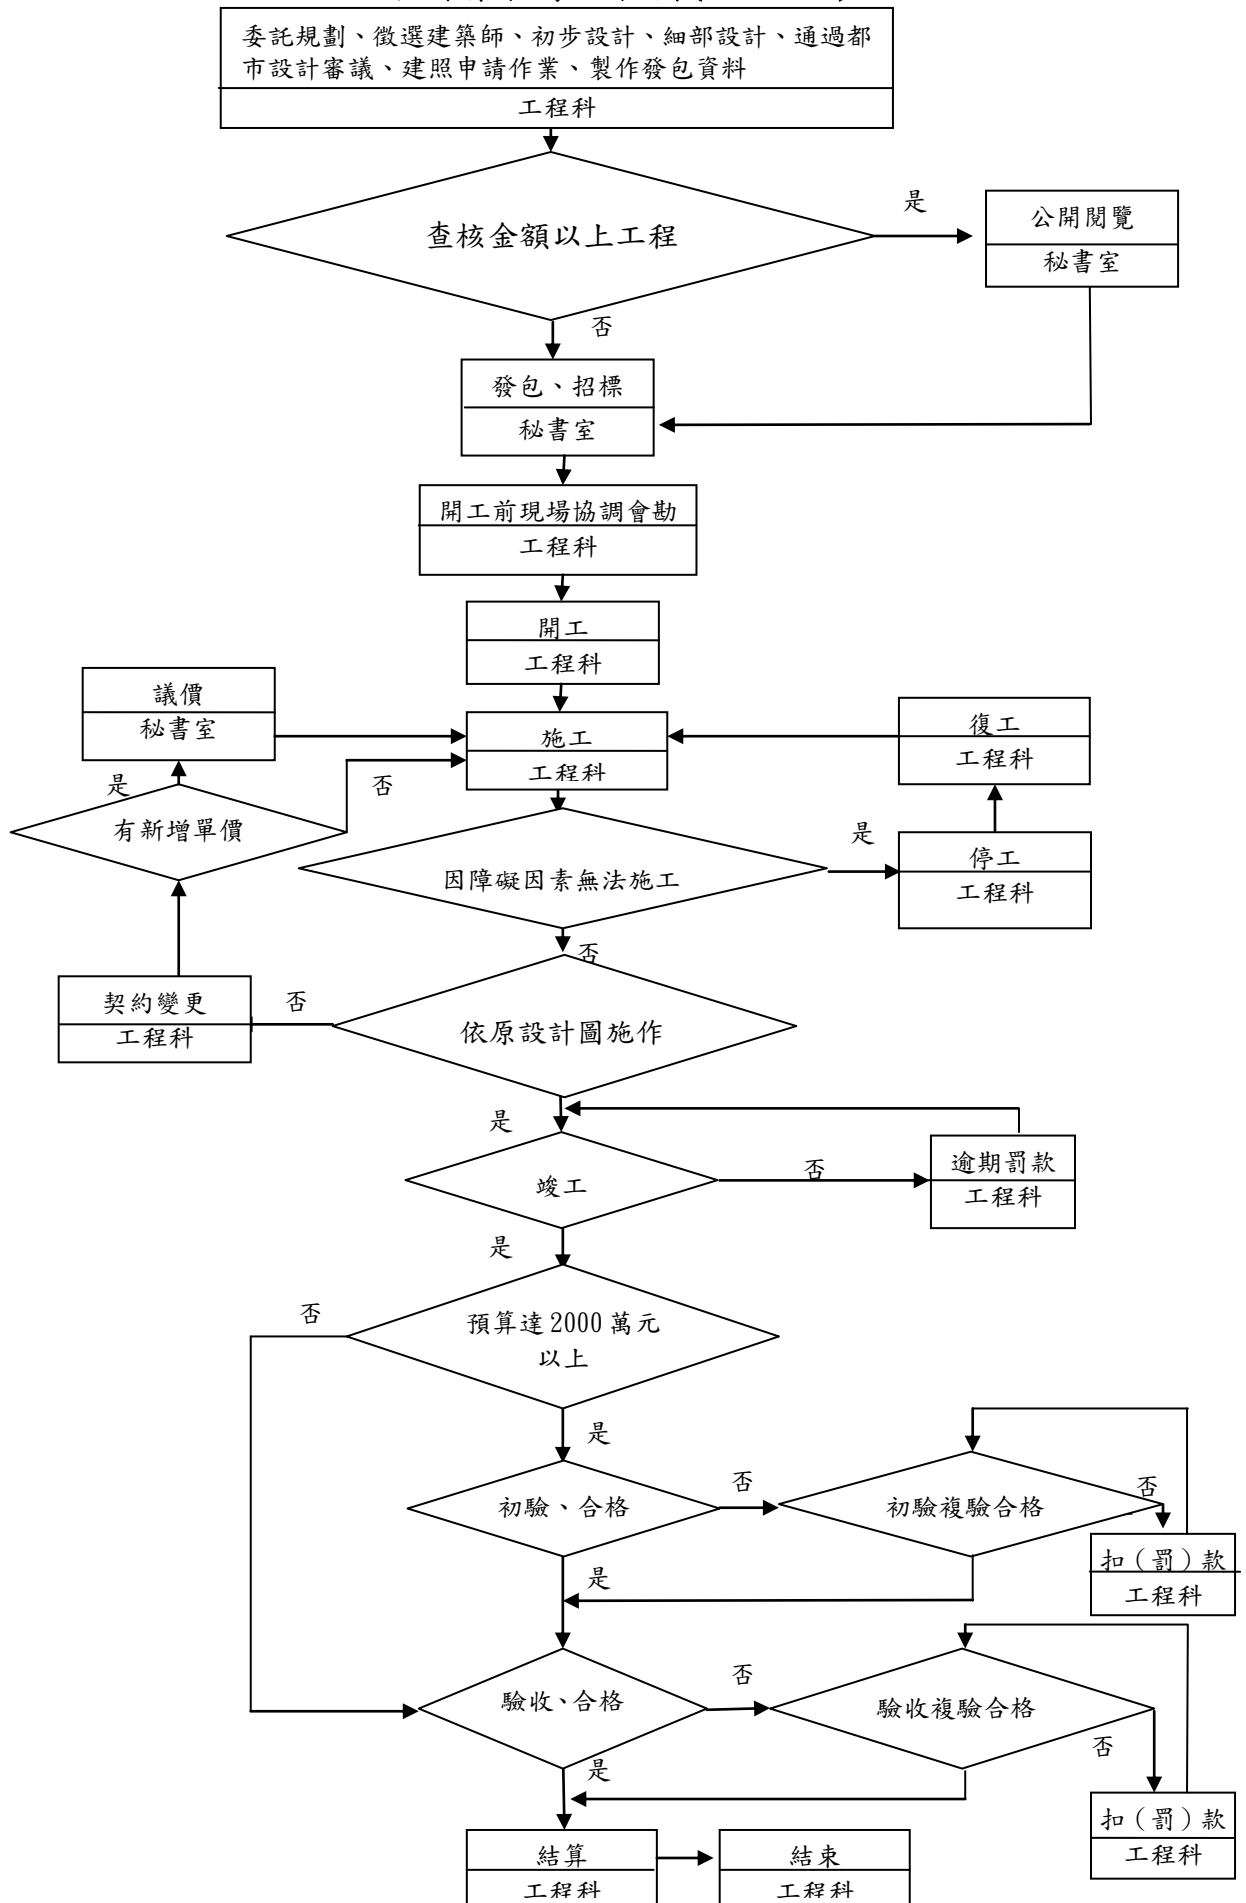 委託規劃、徵選建築師、初步設計、細部設計、通過都
市設計審議、建照申請作業、製作發包資料
工程科
查核金額以上工程
是
公開閱覽
秘書室
否
發包、招標
秘書室
開工前現場協調會勘
工程科
開工
工程科
議價
秘書室
施工
工程科
復工
工程科
是
否
有新增單價
因障礙因素無法施工
是
停工
工程科
否
契約變更
工程科
否
依原設計圖施作
是
竣工
否
逾期罰款
工程科
是
否
預算達2000萬元
以上
是
初驗、合格
否
初驗複驗合格
否
扣（罰）款
工程科
是
驗收、合格
否
驗收複驗合格
否
扣（罰）款
工程科
是
結算
工程科
結束
工程科